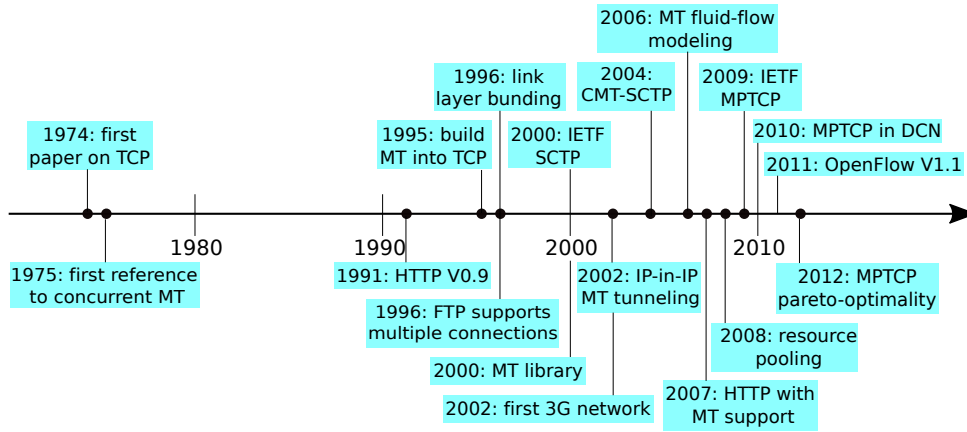 2006: MT fluid-flow
modeling
1996: link
layer bunding
2004:
CMT-SCTP
2009: IETF
MPTCP
1974: first
paper on TCP
1995: build
MT into TCP
2000: IETF
SCTP
2010: MPTCP in DCN
2011: OpenFlow V1.1
1980
1990
2000
2010
1975: first reference
to concurrent MT
1991: HTTP V0.9
2002: IP-in-IP
MT tunneling
2012: MPTCP
pareto-optimality
1996: FTP supports
multiple connections
2008: resource
pooling
2000: MT library
2002: first 3G network
2007: HTTP with
MT support